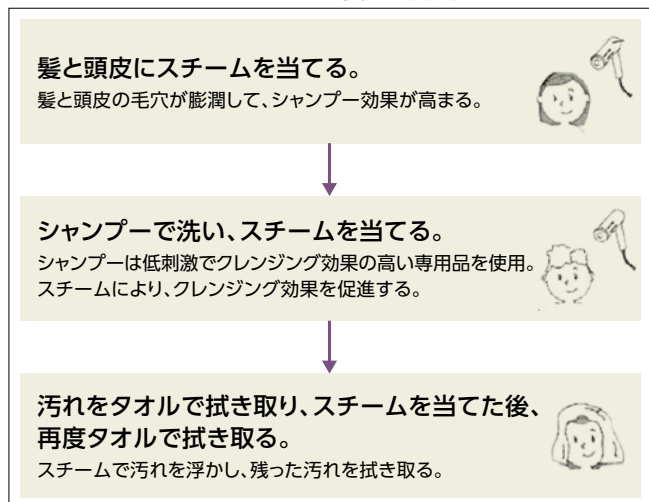 髪と頭皮にスチームを当てる。
髪と頭皮の毛穴が膨潤して、シャンプー効果が高まる。
シャンプーで洗い、スチームを当てる。
シャンプーは低刺激でクレンジング効果の高い専用品を使用。
スチームにより、クレンジング効果を促進する。
汚れをタオルで拭き取り、スチームを当てた後、
再度タオルで拭き取る。
スチームで汚れを浮かし、残った汚れを拭き取る。